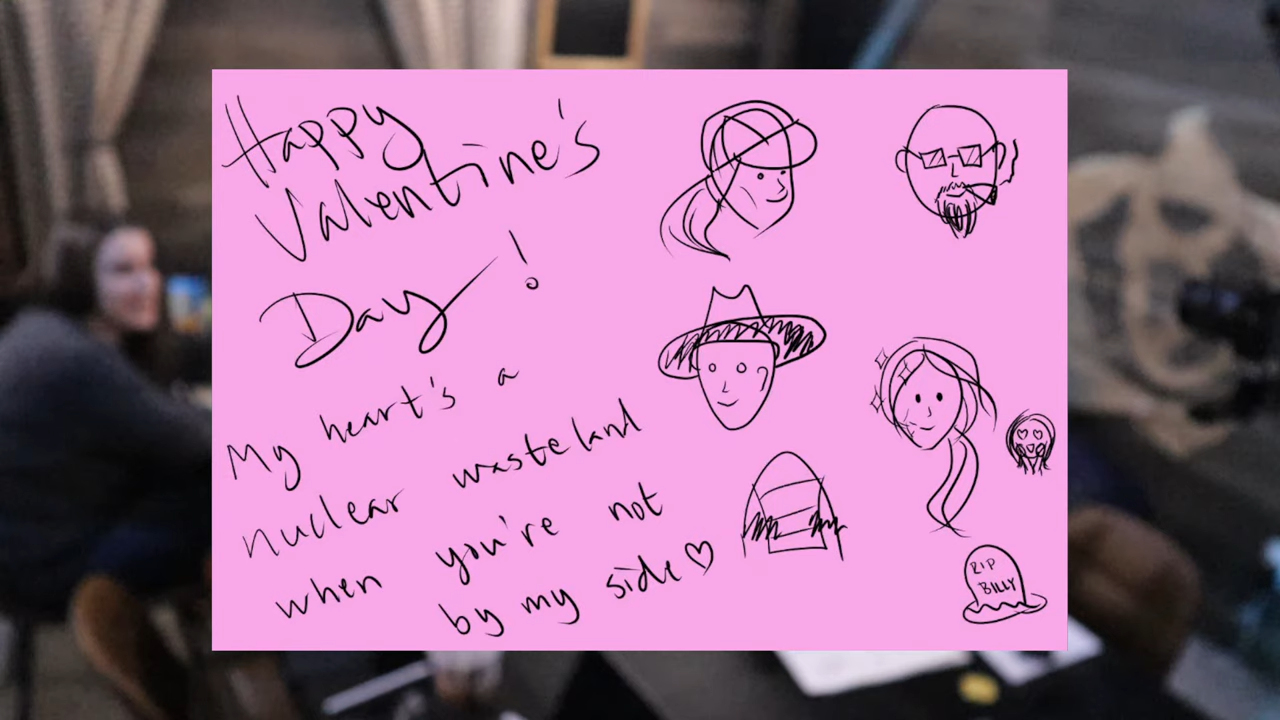 Happy
Valentine's
Day!
My heart's a
nuclear wasteland
when you're not
by my side♡
RIP
BILLY